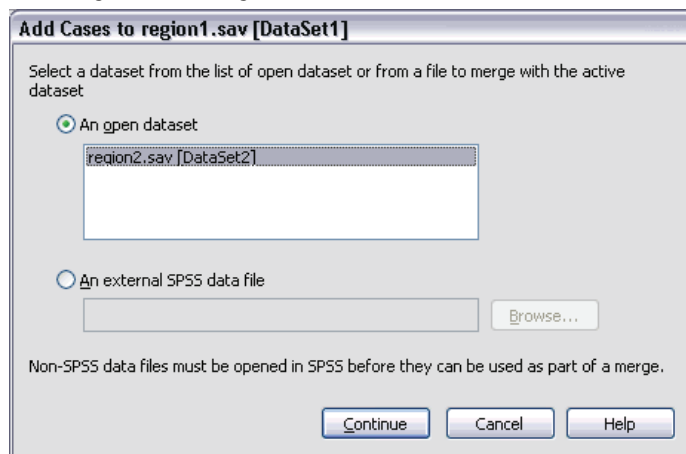 Add Cases to region1.sav [DataSet1]
Select a dataset from the list of open dataset or from a file to merge with the active
dataset
An open dataset
region2.sav [DataSet2]
An external SPSS data file
Browse...
Non-SPSS data files must be opened in SPSS before they can be used as part of a merge.
Continue Cancel Help